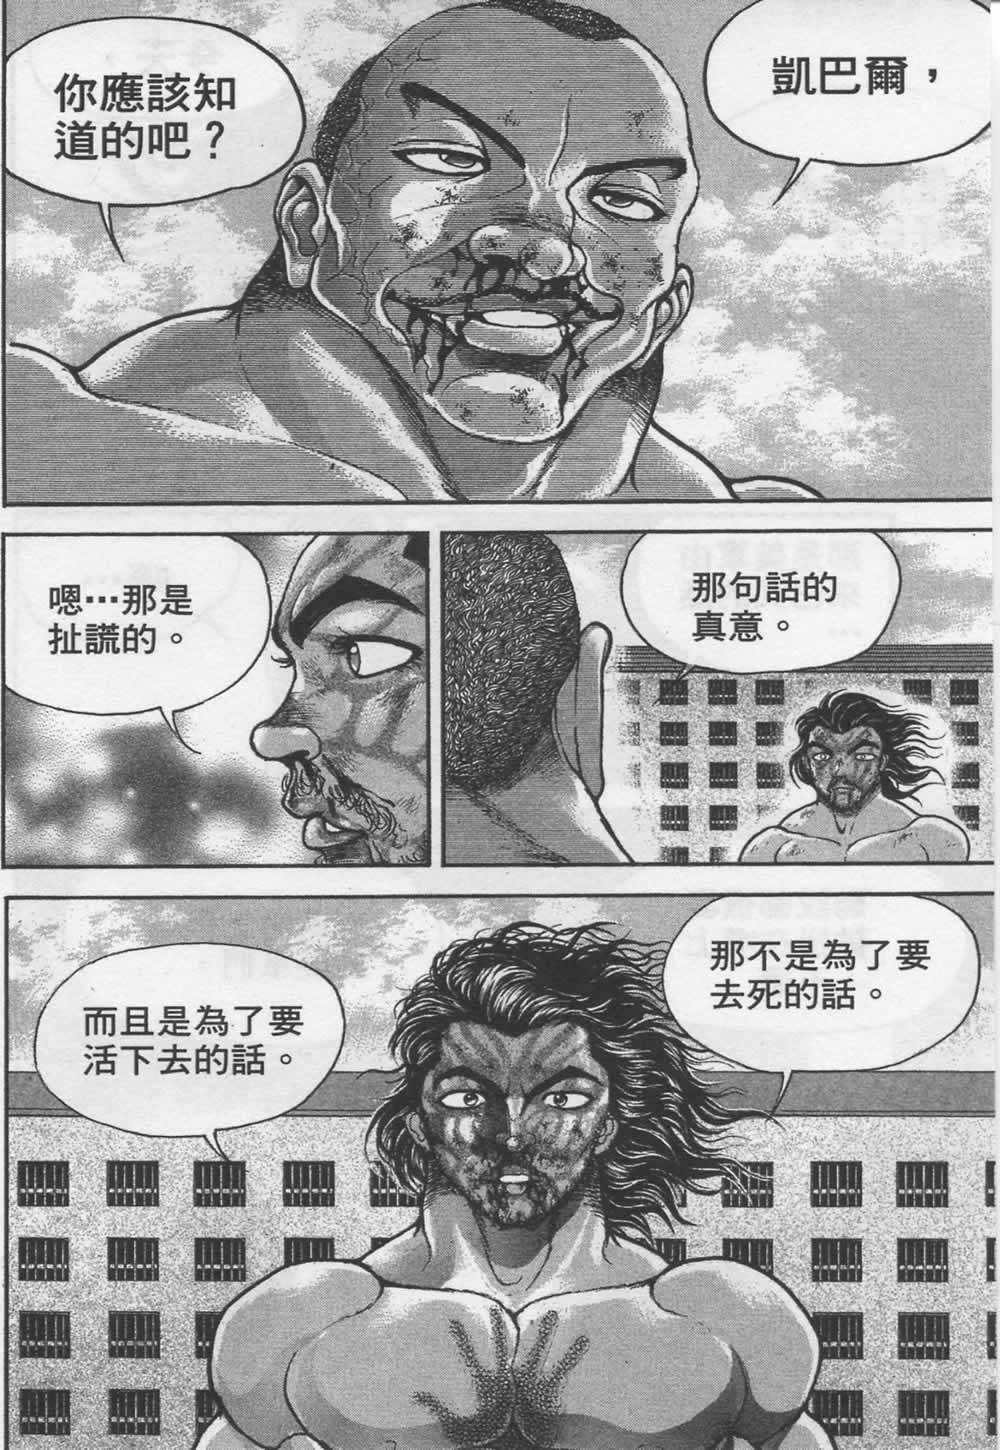 凱巴爾，
你應該知
道的吧？
那句話的
真意。
嗯…那是
扯謊的。
那不是為了要
去死的話。
而且是為了要
活下去的話。